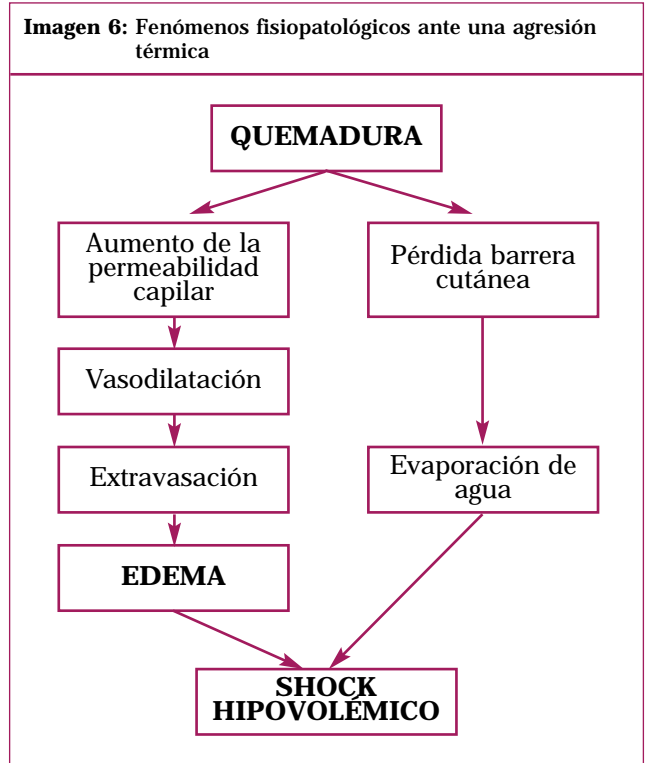 Imagen 6: Fenómenos fisiopatológicos ante una agresión
térmica
QUEMADURA
Aumento de la
permeabilidad
capilar
Pérdida barrera
cutánea
Vasodilatación
Extravasación
Evaporación de
agua
EDEMA
SHOCK
HIPOVOLÉMICO